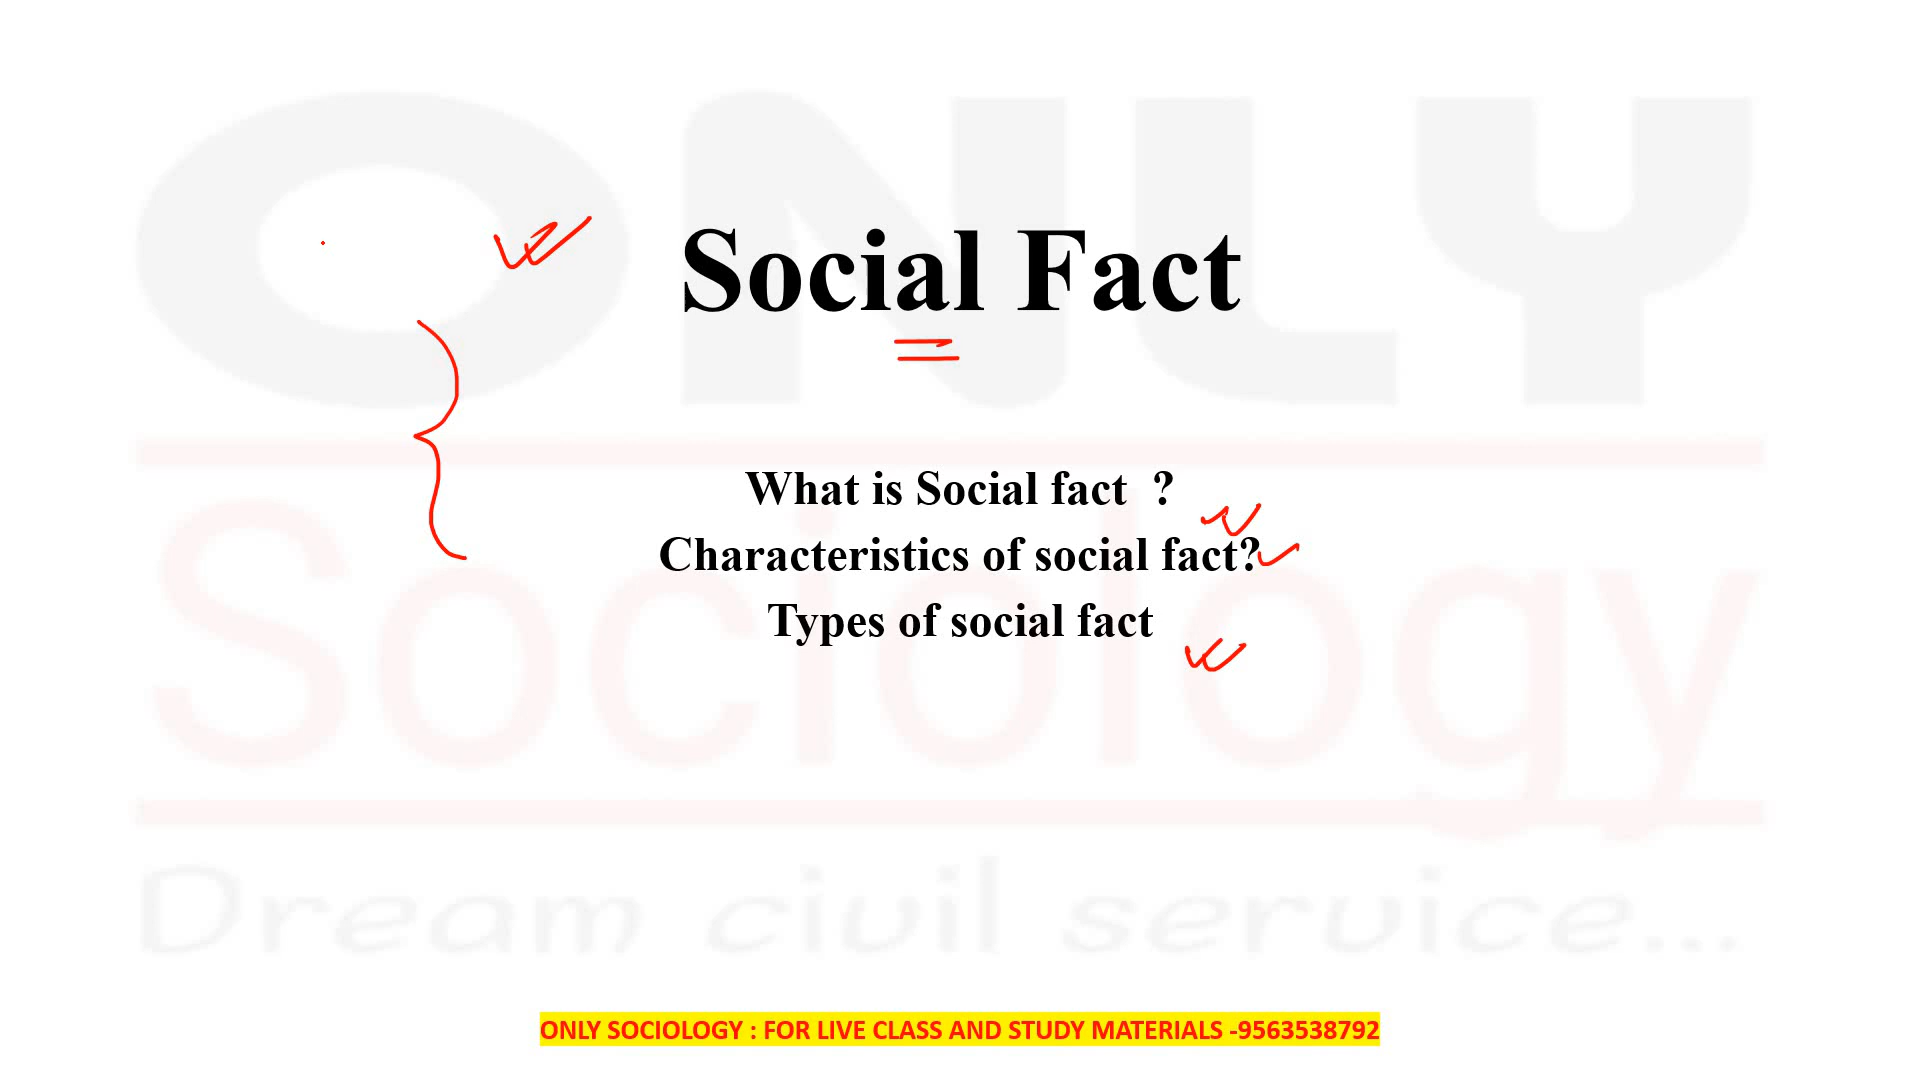 ONLY
Social Fact
What is Social fact  ?
Characteristics of social fact?
Types of social fact
Sociology
Dream civil service...
ONLY SOCIOLOGY : FOR LIVE CLASS AND STUDY MATERIALS -9563538792